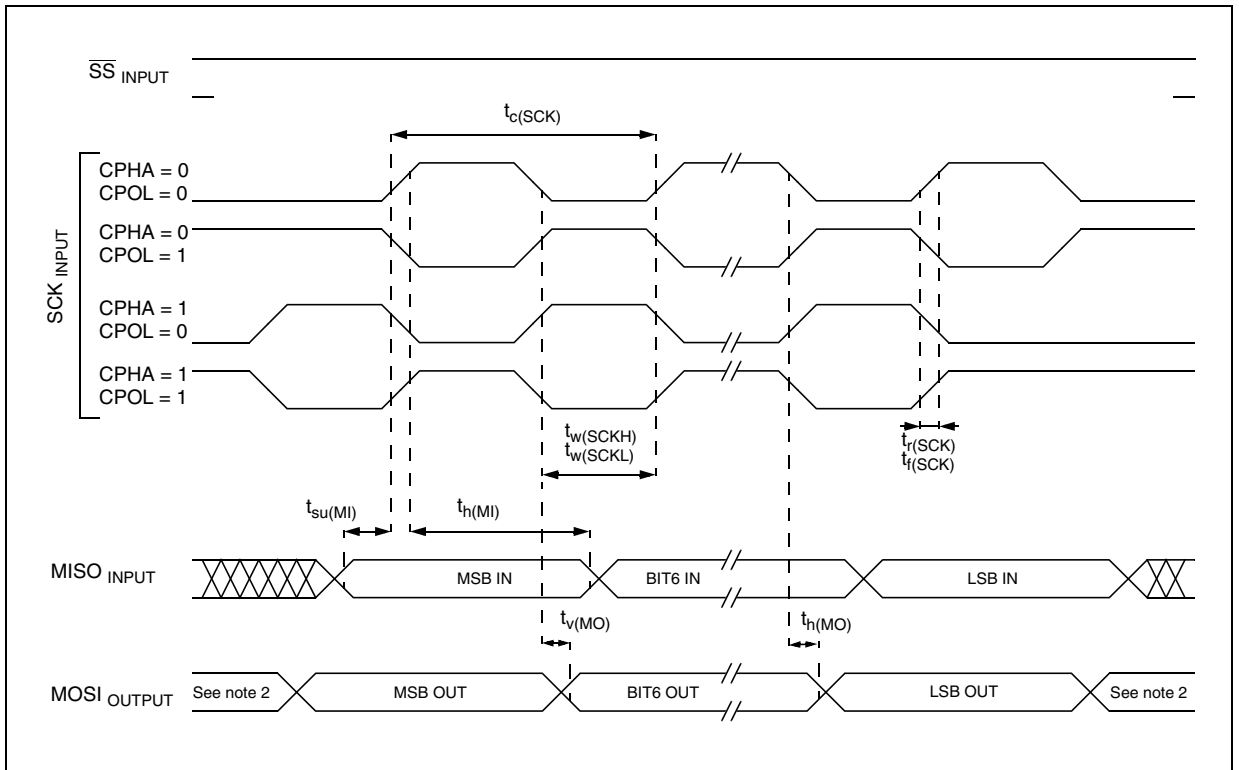 SS INPUT
tc(SCK)
SCK INPUT
CPHA = 0
CPOL = 0
CPHA = 0
CPOL = 1
CPHA = 1
CPOL = 0
CPHA = 1
CPOL = 1
tw(SCKH)
tw(SCKL)
tr(SCK)
tf(SCK)
tsu(MI)
th(MI)
MISO INPUT
MSB IN
BIT6 IN
LSB IN
tv(MO)
th(MO)
MOSI OUTPUT
See note 2
MSB OUT
BIT6 OUT
LSB OUT
See note 2